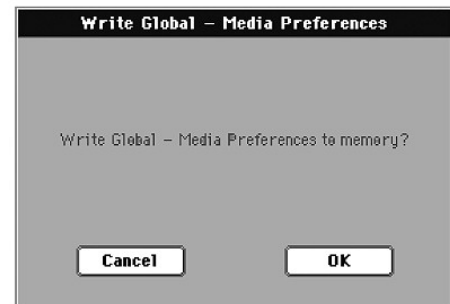 Write Global – Media Preferences
Write Global – Media Preferences to memory?
Cancel OK